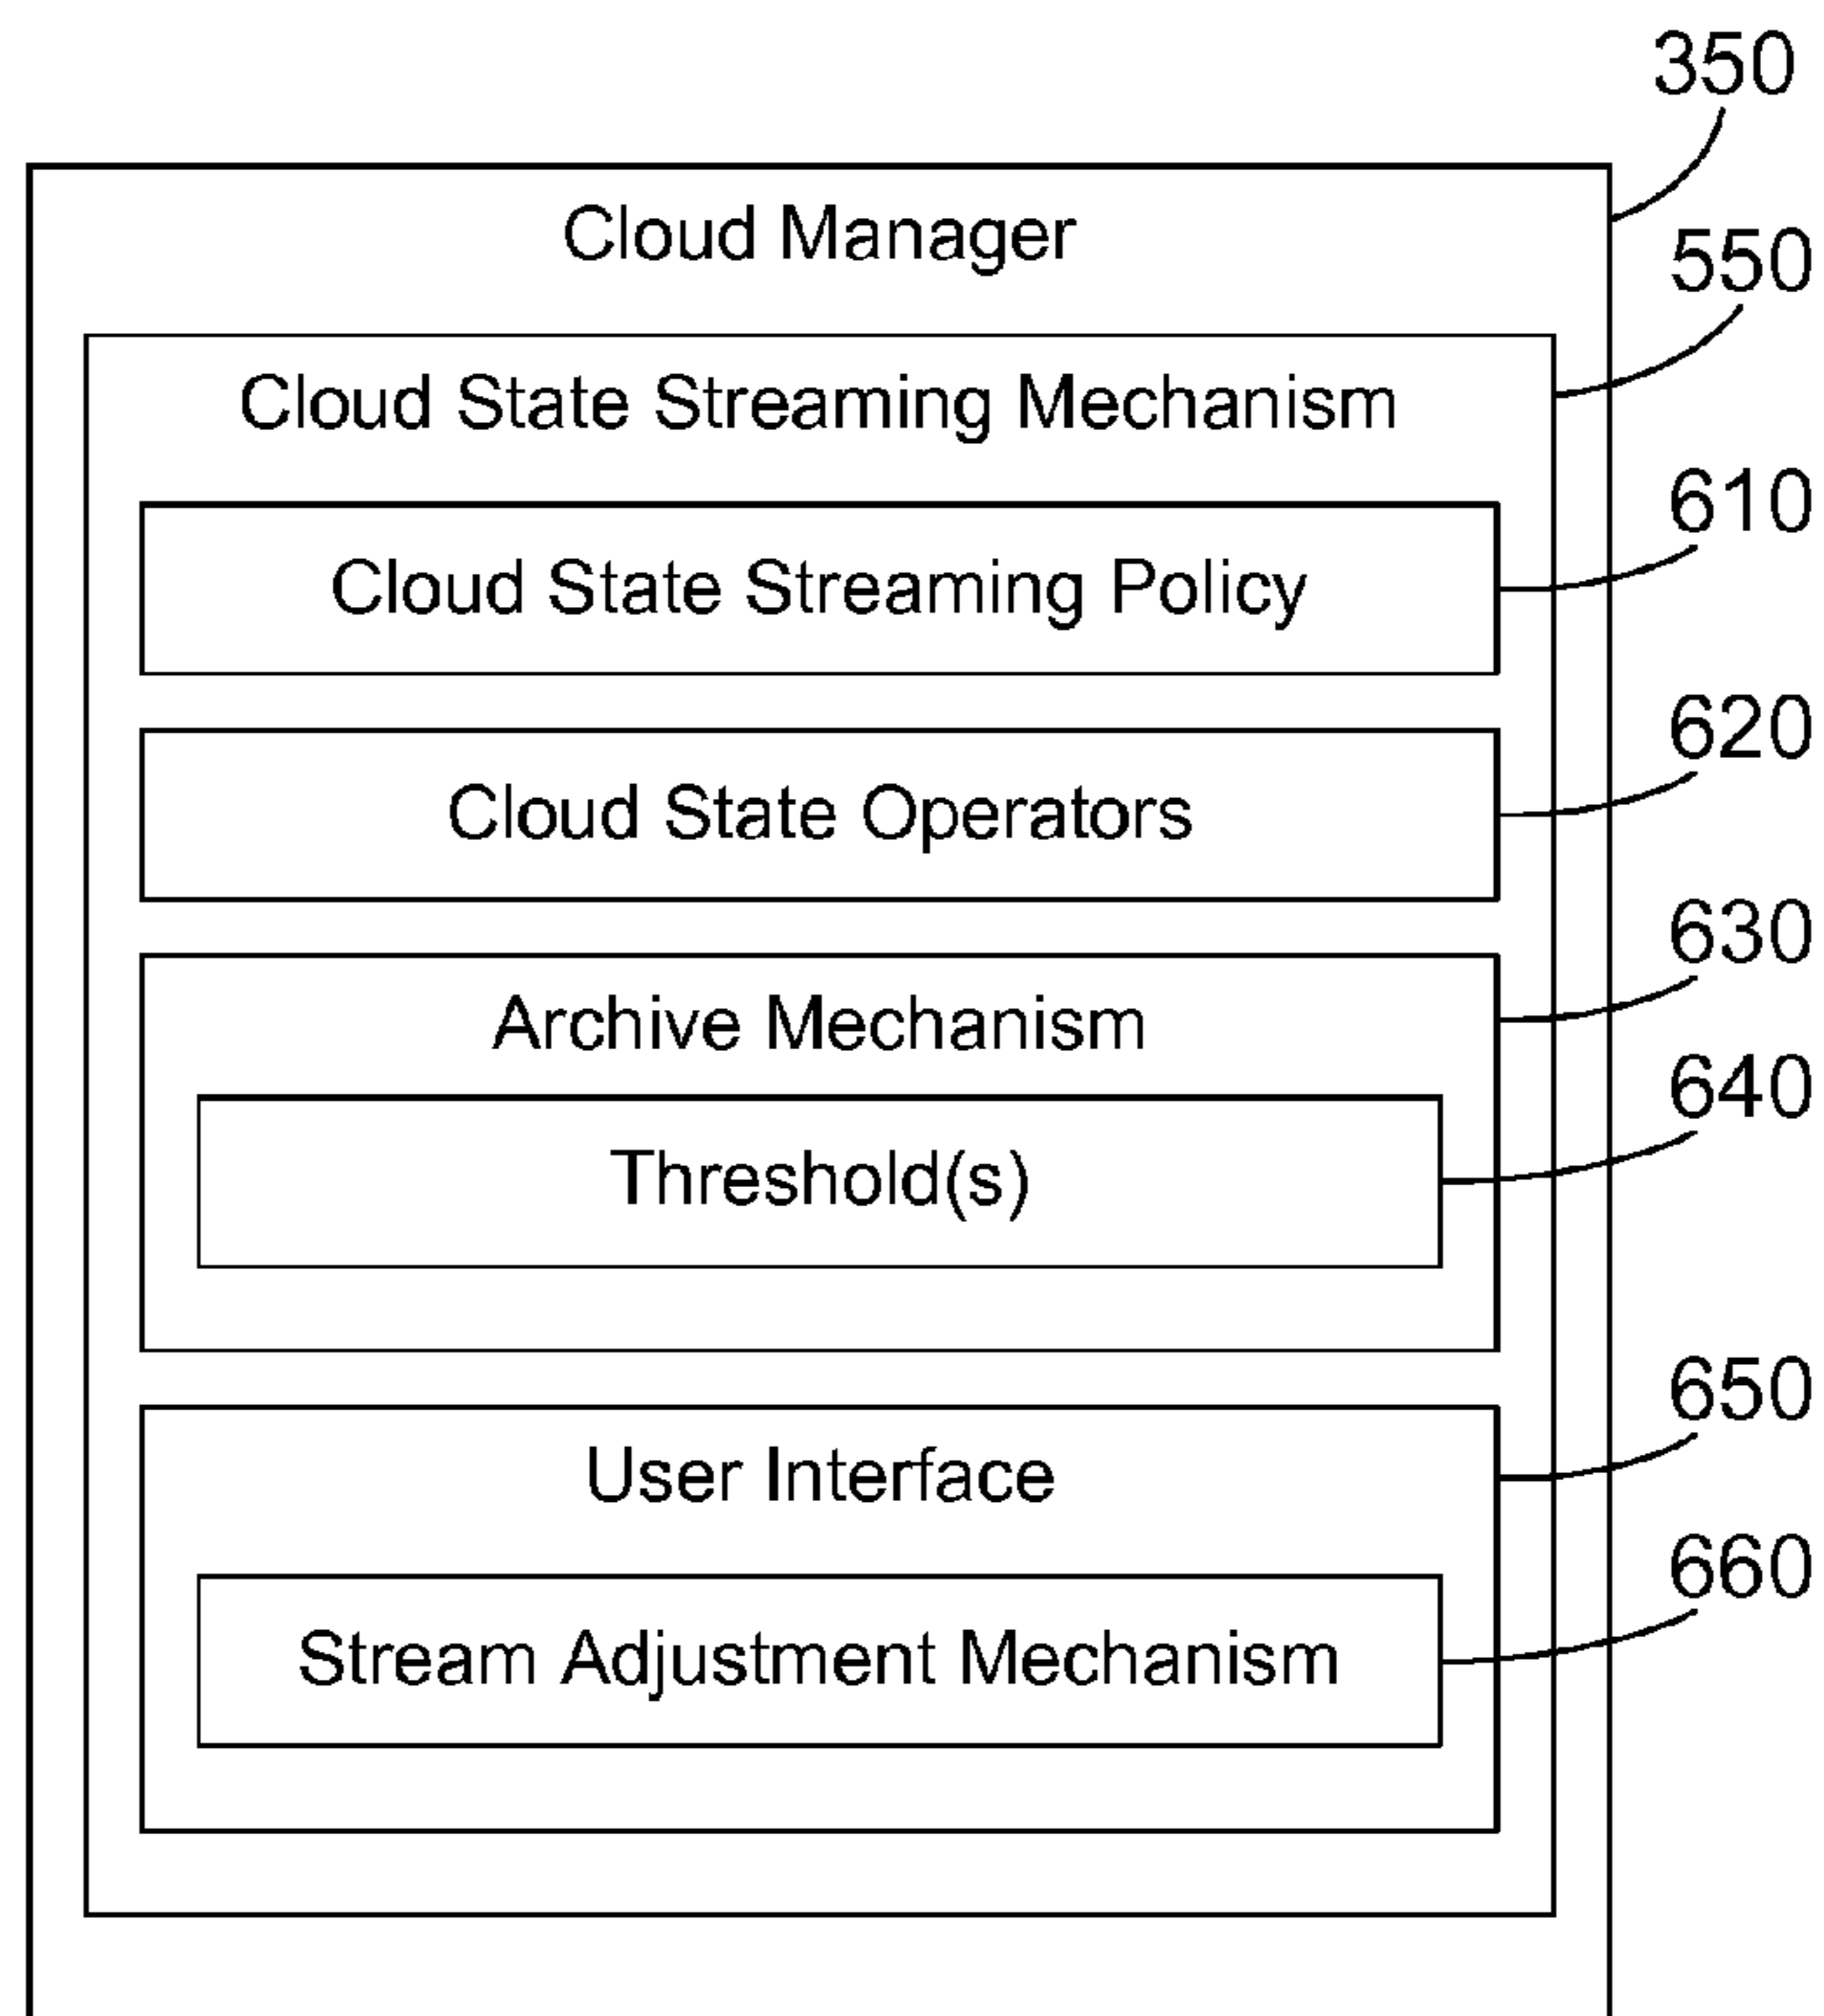 350
Cloud Manager
550
Cloud State Streaming Mechanism
610
Cloud State Streaming Policy
620
Cloud State Operators
630
Archive Mechanism
640
Threshold(s)
650
User Interface
660
Stream Adjustment Mechanism